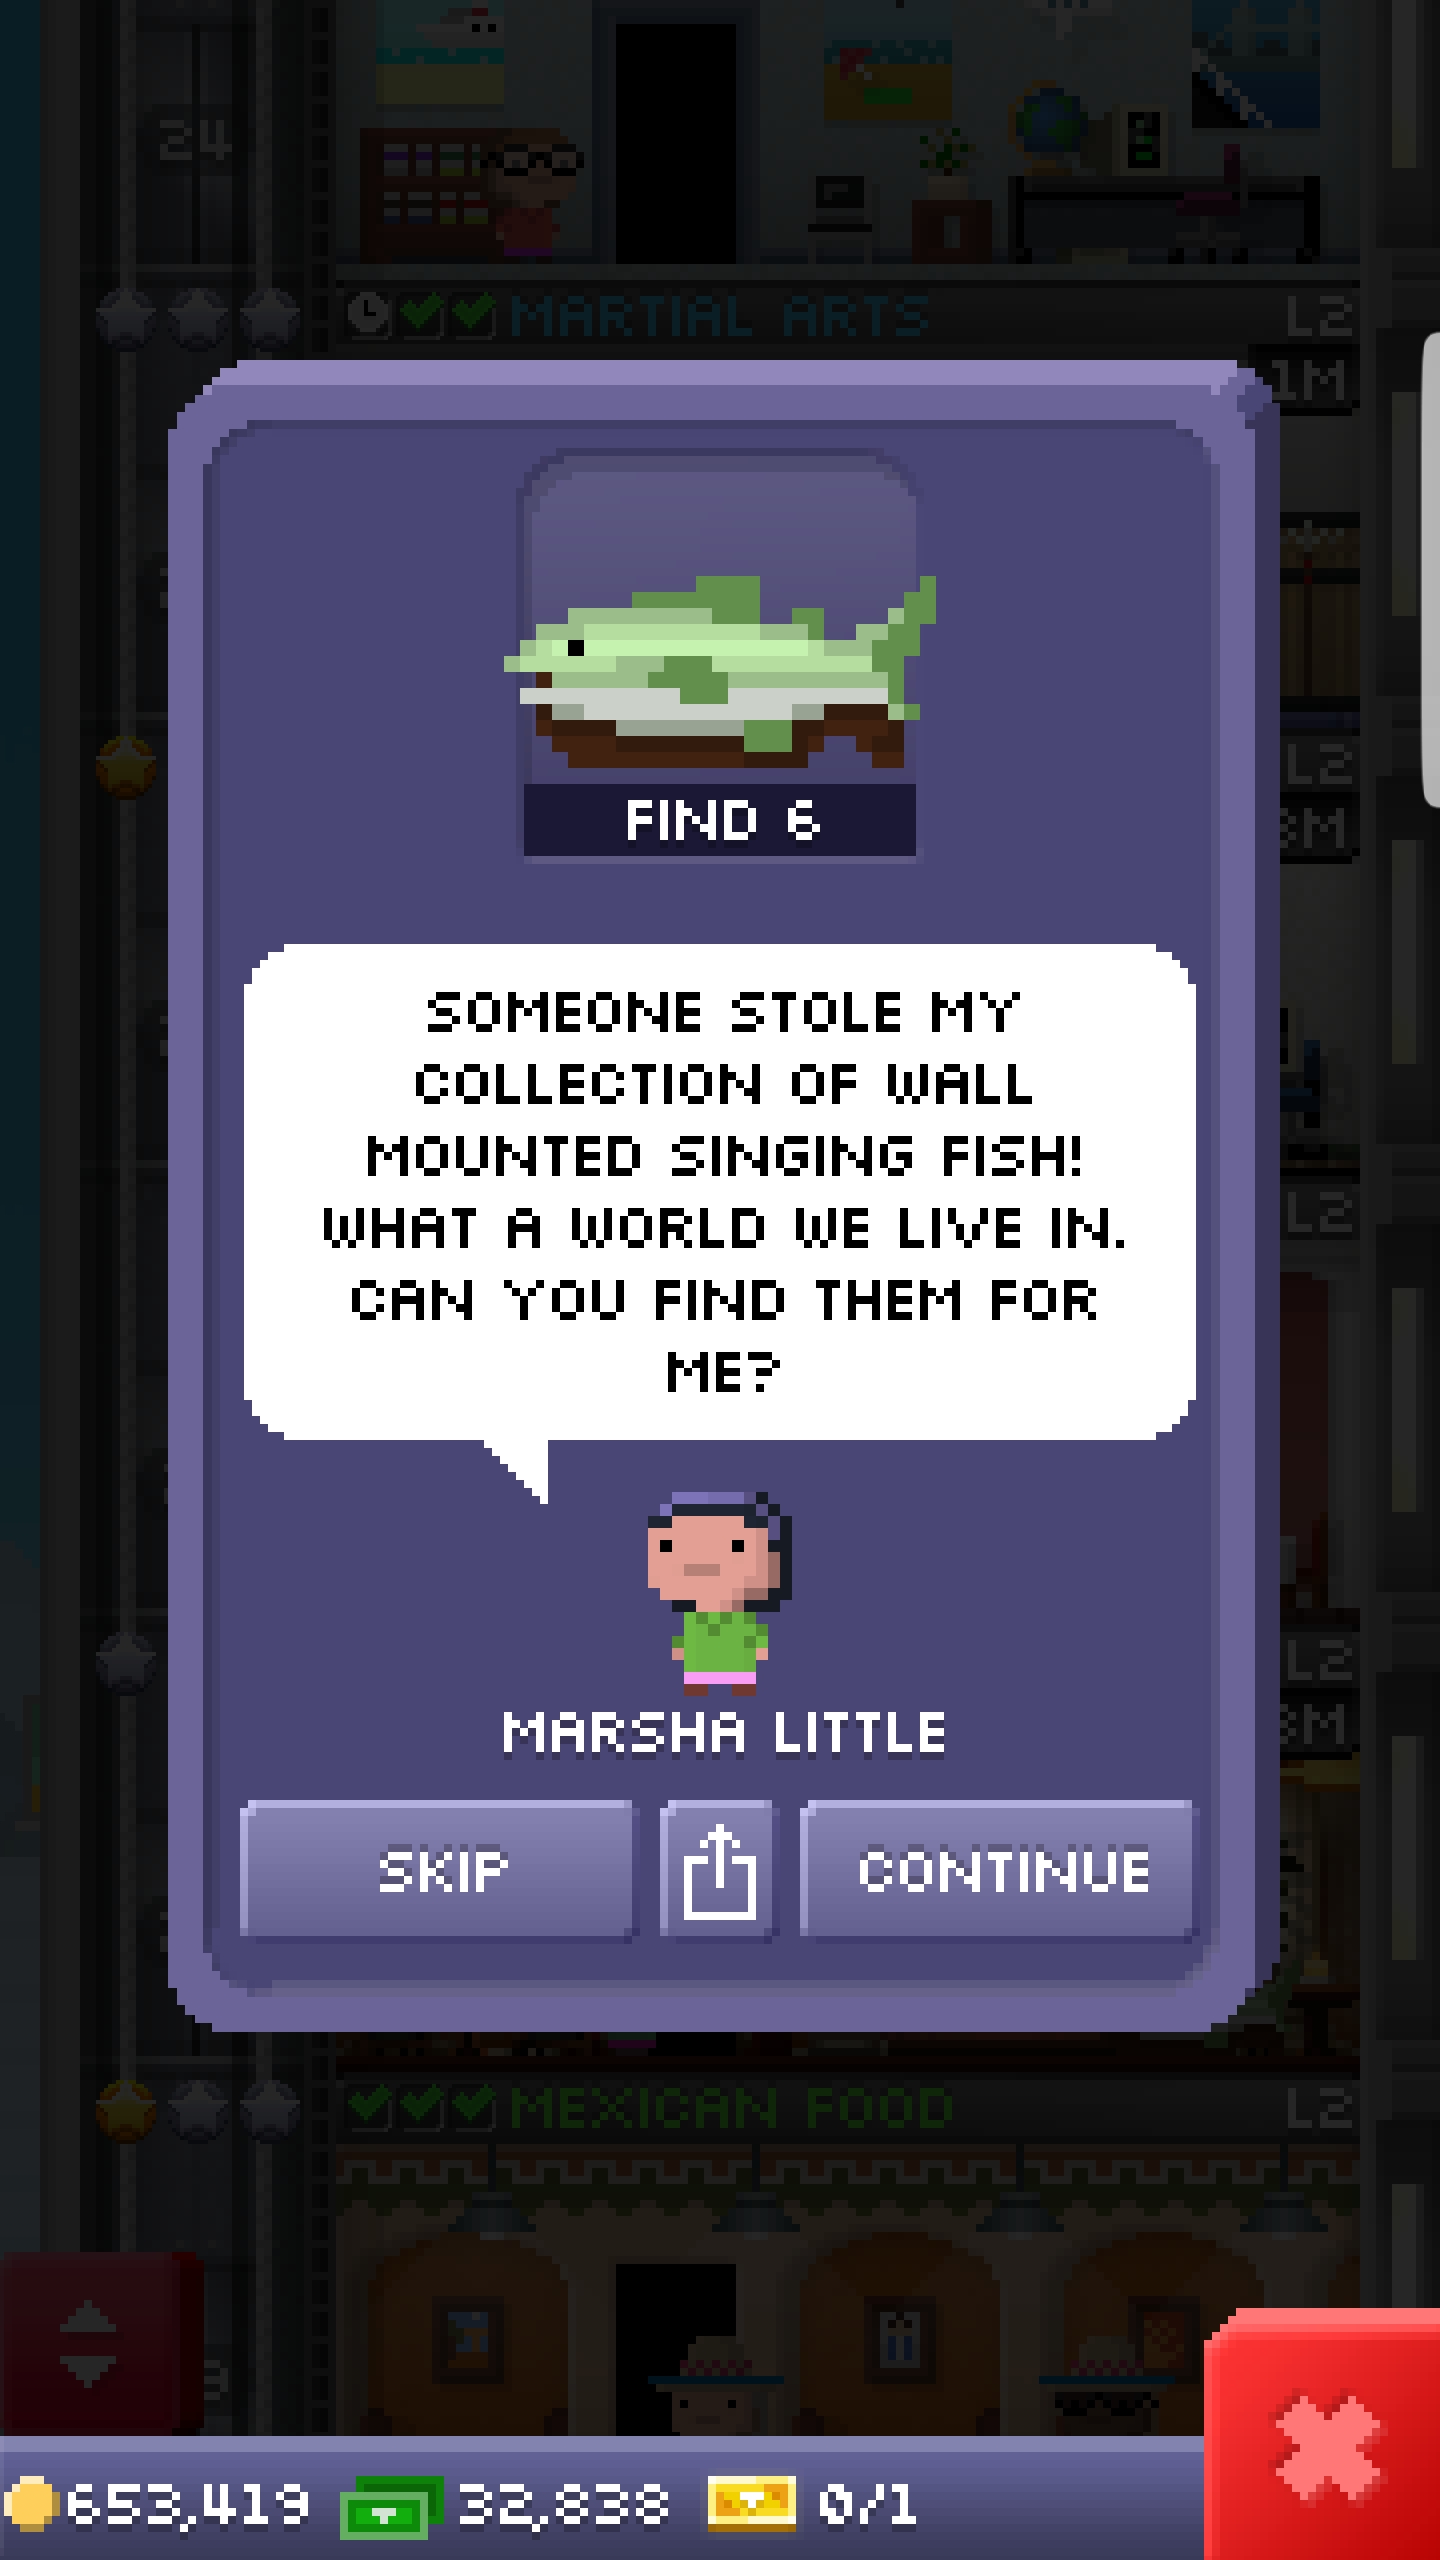 24
MARTIAL ARTS L2
1M
FIND 6
L2
3M
SOMEONE STOLE MY
COLLECTION OF WALL
MOUNTED SINGING FISH!
WHAT A WORLD WE LIVE IN.
CAN YOU FIND THEM FOR
ME?
L2
MARSHA LITTLE
L2
3M
SKIP
CONTINUE
MEXICAN FOOD L2
653,419 32,838 0/1